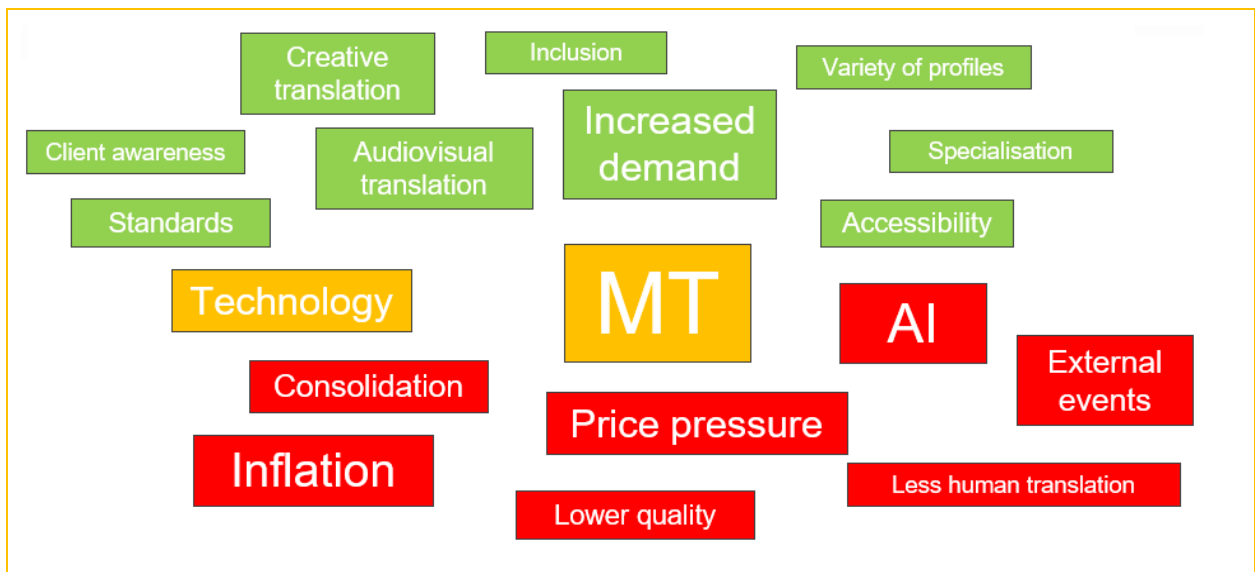 Creative
translation
Inclusion
Variety of profiles
Increased
demand
Client awareness
Audiovisual
translation
Specialisation
Standards
Accessibility
Technology
MT
AI
Consolidation
External
events
Price pressure
Inflation
Less human translation
Lower quality